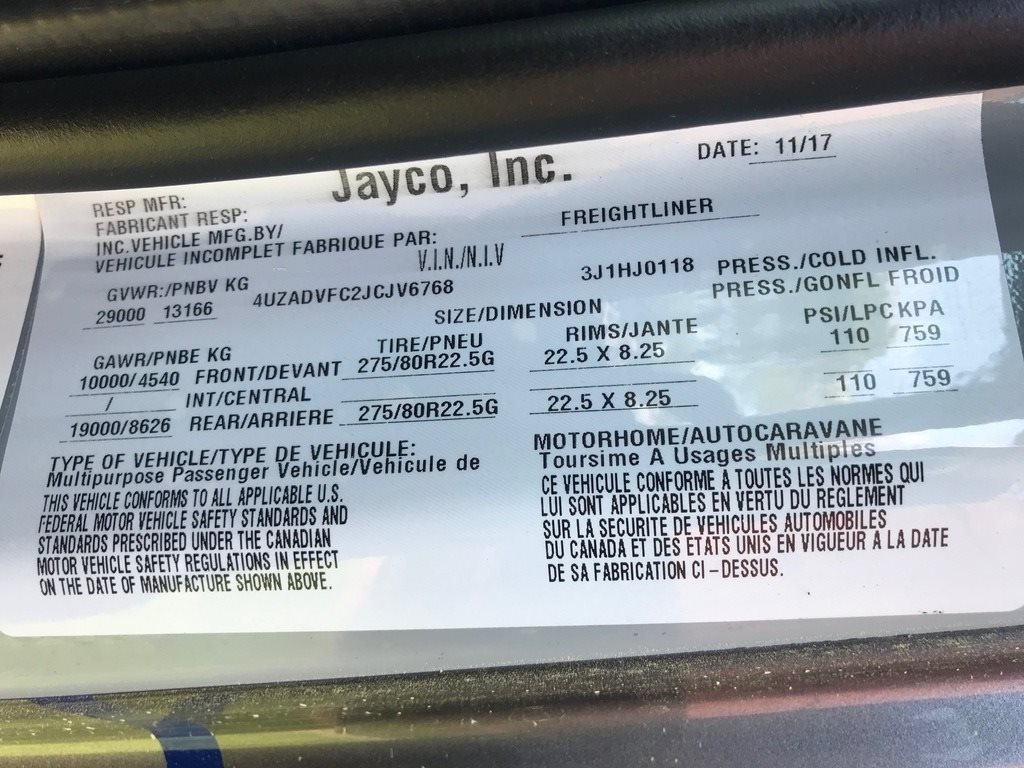 Jayco, Inc.
DATE: 11/17
RESP MFR:
FABRICANT RESP:
INC.VEHICLE MFG.BY/
VEHICULE INCOMPLET FABRIQUE PAR:
FREIGHTLINER
V.I.N./N.I.V
GVWR:/PNBV KG
29000 13166
4UZADVFC2JCJV6768
3J1HJ0118
PRESS./COLD INFL.
PRESS./GONFL FROID
SIZE/DIMENSION
GAWR/PNBE KG
TIRE/PNEU
RIMS/JANTE
PSI/LPC KPA
10000/4540 FRONT/DEVANT 275/80R22.5G 22.5 X 8.25 110 759
/ INT/CENTRAL
19000/8626 REAR/ARRIERE 275/80R22.5G 22.5 X 8.25 110 759
TYPE OF VEHICLE/TYPE DE VEHICULE:
MOTORHOME/AUTOCARAVANE
Multipurpose Passenger Vehicle/Vehicule de
Toursime A Usages Multiples
THIS VEHICLE CONFORMS TO ALL APPLICABLE U.S.
FEDERAL MOTOR VEHICLE SAFETY STANDARDS AND
STANDARDS PRESCRIBED UNDER THE CANADIAN
MOTOR VEHICLE SAFETY REGULATIONS IN EFFECT
ON THE DATE OF MANUFACTURE SHOWN ABOVE.
CE VEHICULE CONFORME A TOUTES LES NORMES QUI
LUI SONT APPLICABLES EN VERTU DU REGLEMENT
SUR LA SECURITE DE VEHICULES AUTOMOBILES
DU CANADA ET DES ETATS UNIS EN VIGUEUR A LA DATE
DE SA FABRICATION CI-DESSUS.